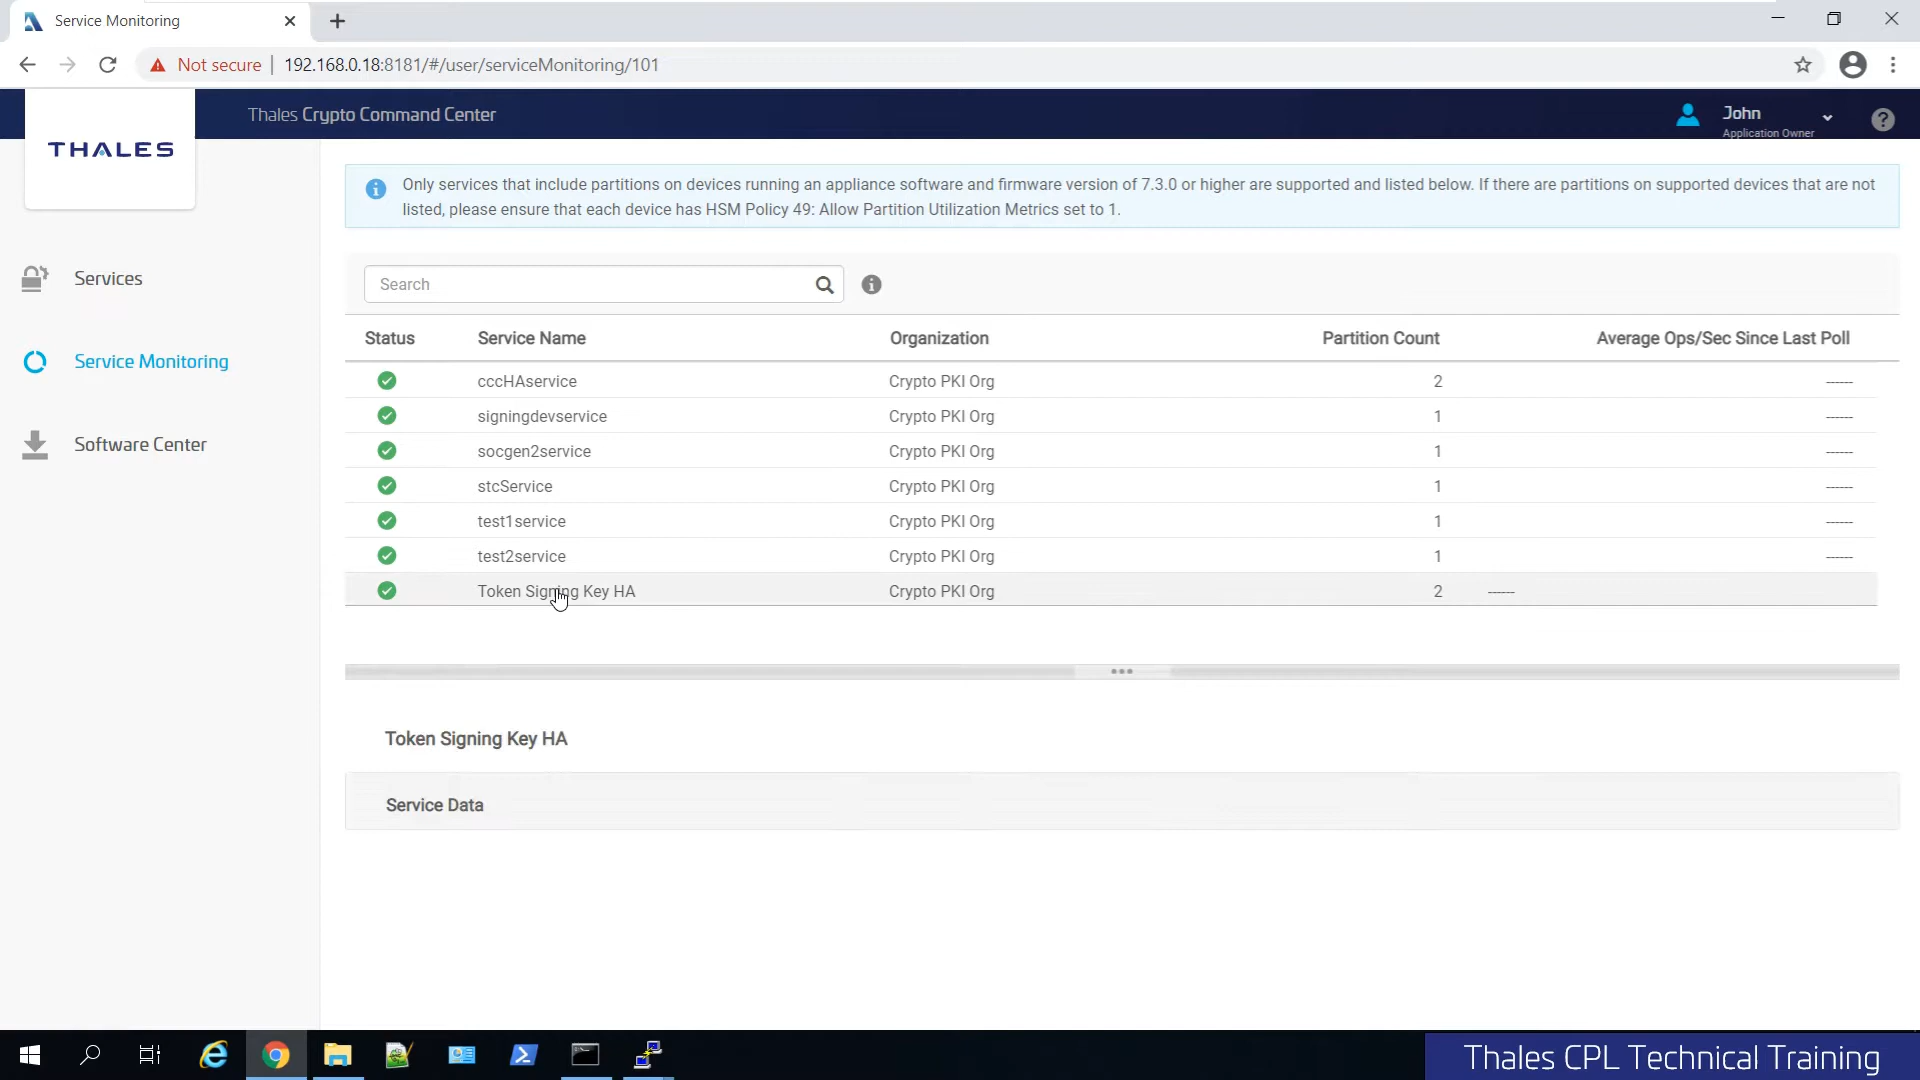 Service Monitoring
Not secure | 192.168.0.18:8181/#/user/serviceMonitoring/101
THALES
Thales Crypto Command Center
John
Application Owner
Only services that include partitions on devices running an appliance software and firmware version of 7.3.0 or higher are supported and listed below. If there are partitions on supported devices that are not
listed, please ensure that each device has HSM Policy 49: Allow Partition Utilization Metrics set to 1.
Services
Service Monitoring
Software Center
Search
Status Service Name Organization Partition Count Average Ops/Sec Since Last Poll
cccHAservice Crypto PKI Org 2 ------
signingdevservice Crypto PKI Org 1 ------
socgen2service Crypto PKI Org 1 ------
stcService Crypto PKI Org 1 ------
test1service Crypto PKI Org 1 ------
test2service Crypto PKI Org 1 ------
Token Signing Key HA Crypto PKI Org 2 ------
Token Signing Key HA
Service Data
Thales CPL Technical Training